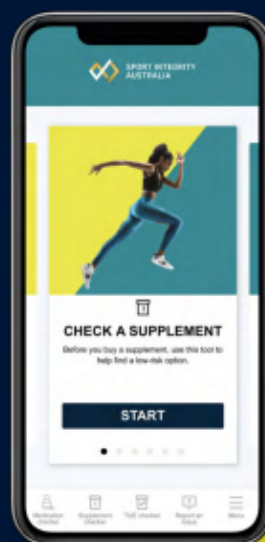 SPORT INTEGRITY
AUSTRALIA
CHECK A SUPPLEMENT
Before you buy a supplement, use this tool to
help find a low-risk option.
START
Medication
checker
Supplement
checker
TUE checker
Report an
issue
Menu